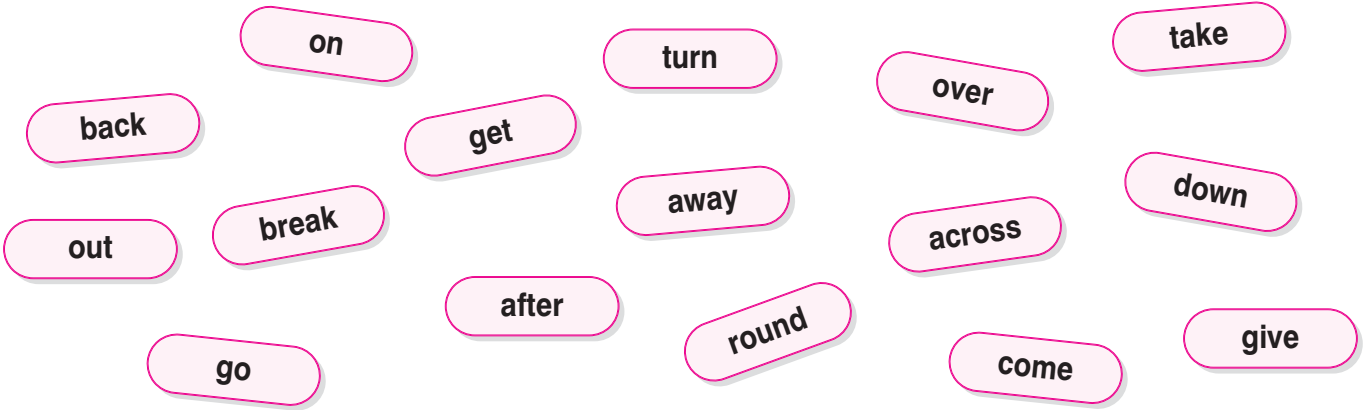 on
turn
take
over
back
get
away
down
break
out
across
after
round
go
come
give